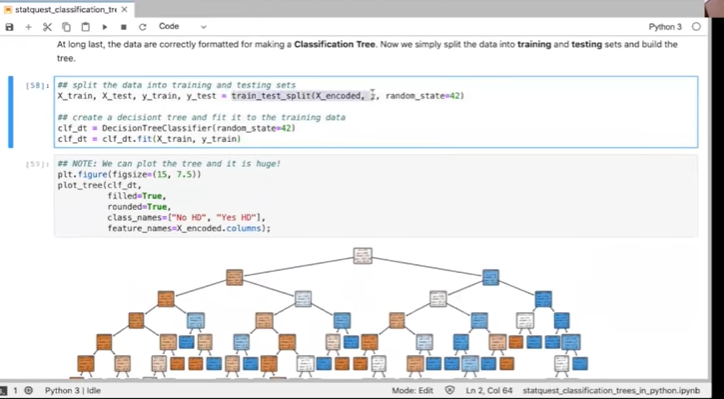 statquest_classification_tre
Code
Python 3
At long last, the data are correctly formatted for making a Classification Tree. Now we simply split the data into training and testing sets and build the
tree.
[58]:
## split the data into training and testing sets
X_train, X_test, y_train, y_test = train_test_split(X_encoded, y, random_state=42)
## create a decisiont tree and fit it to the training data
clf_dt = DecisionTreeClassifier(random_state=42)
clf_dt = clf_dt.fit(X_train, y_train)
[59]:
## NOTE: We can plot the tree and it is huge!
plt.figure(figsize=(15, 7.5))
plot_tree(clf_dt,
filled=True,
rounded=True,
class_names=["No HD", "Yes HD"],
feature_names=X_encoded.columns);
1
Python 3 | Idle
Mode: Edit
Ln 2, Col 64
statquest_classification_trees_in_python.ipynb